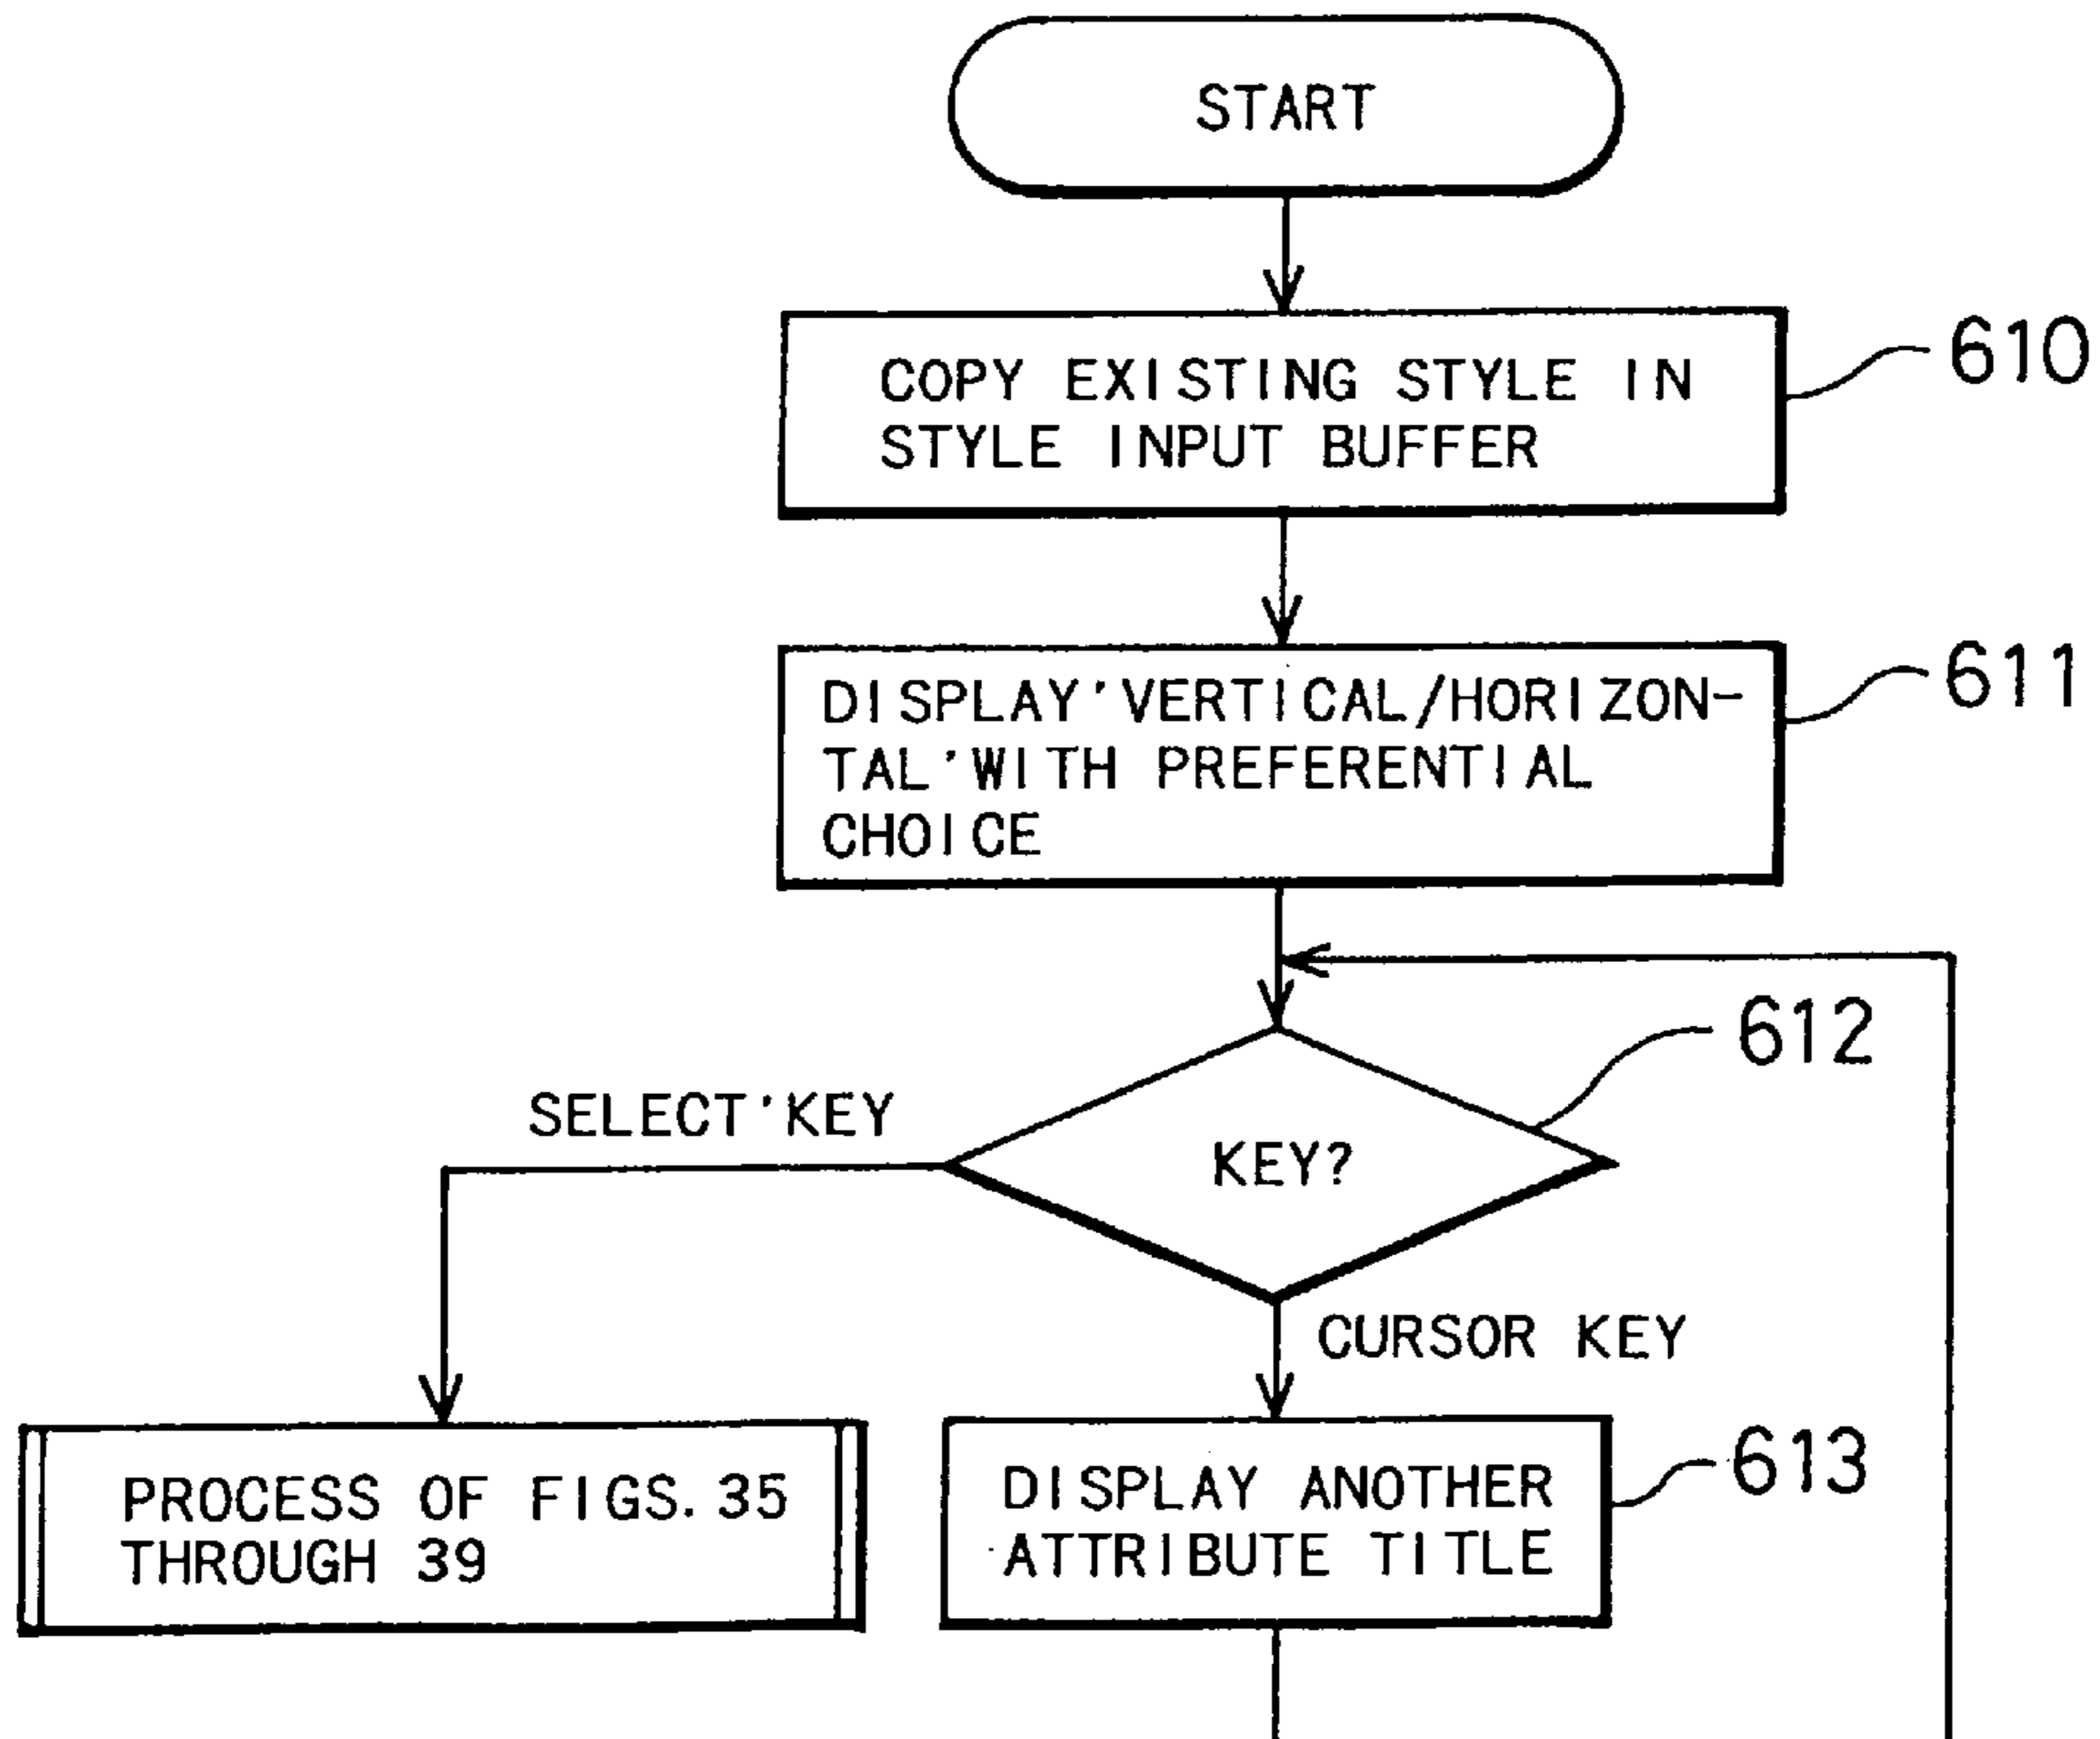 START
COPY EXISTING STYLE IN
STYLE INPUT BUFFER
610
DISPLAY'VERTICAL/HORIZON-
TAL'WITH PREFERENTIAL
CHOICE
611
612
SELECT'KEY
KEY?
CURSOR KEY
PROCESS OF FIGS. 35
THROUGH 39
DISPLAY ANOTHER
ATTRIBUTE TITLE
613